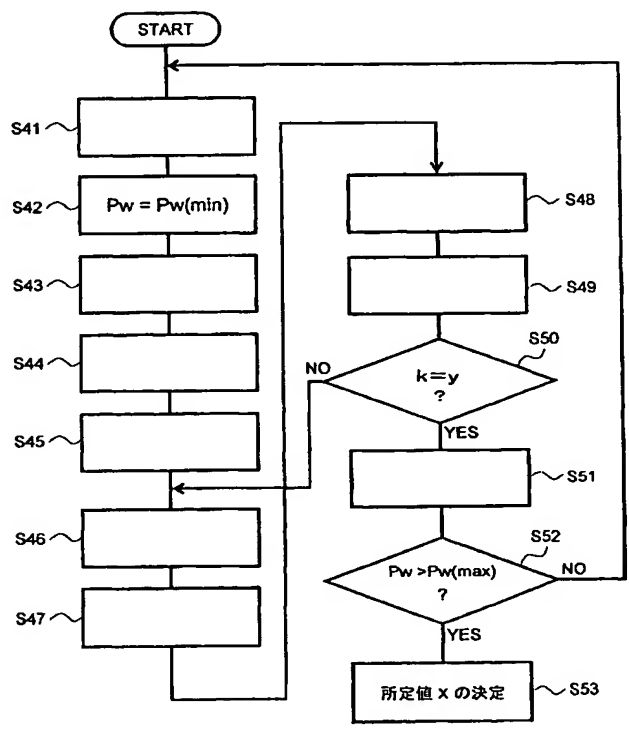 START
S41
S42
Pw = Pw(min)
S43
S44
S45
S46
S47
S48
S49
S50
k=y
?
NO
YES
S51
S52
Pw >Pw(max)
?
NO
YES
S53
所定値 x の決定